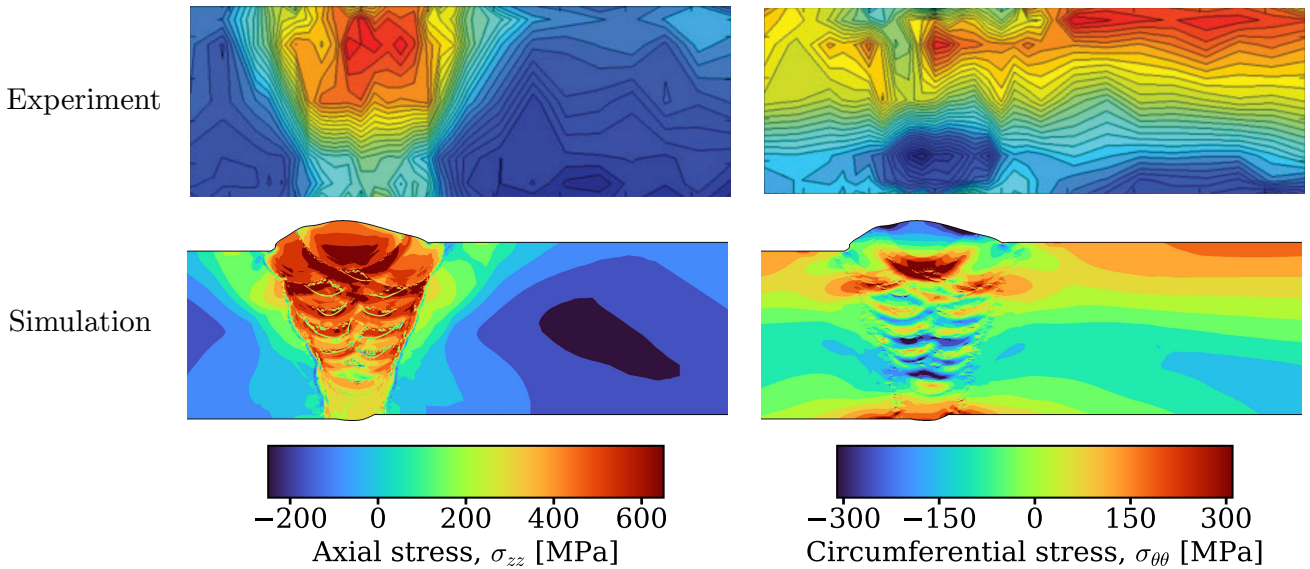 Experiment
Simulation
−200 0 200 400 600
Axial stress, σzz [MPa]
−300 −150 0 150 300
Circumferential stress, σθθ [MPa]